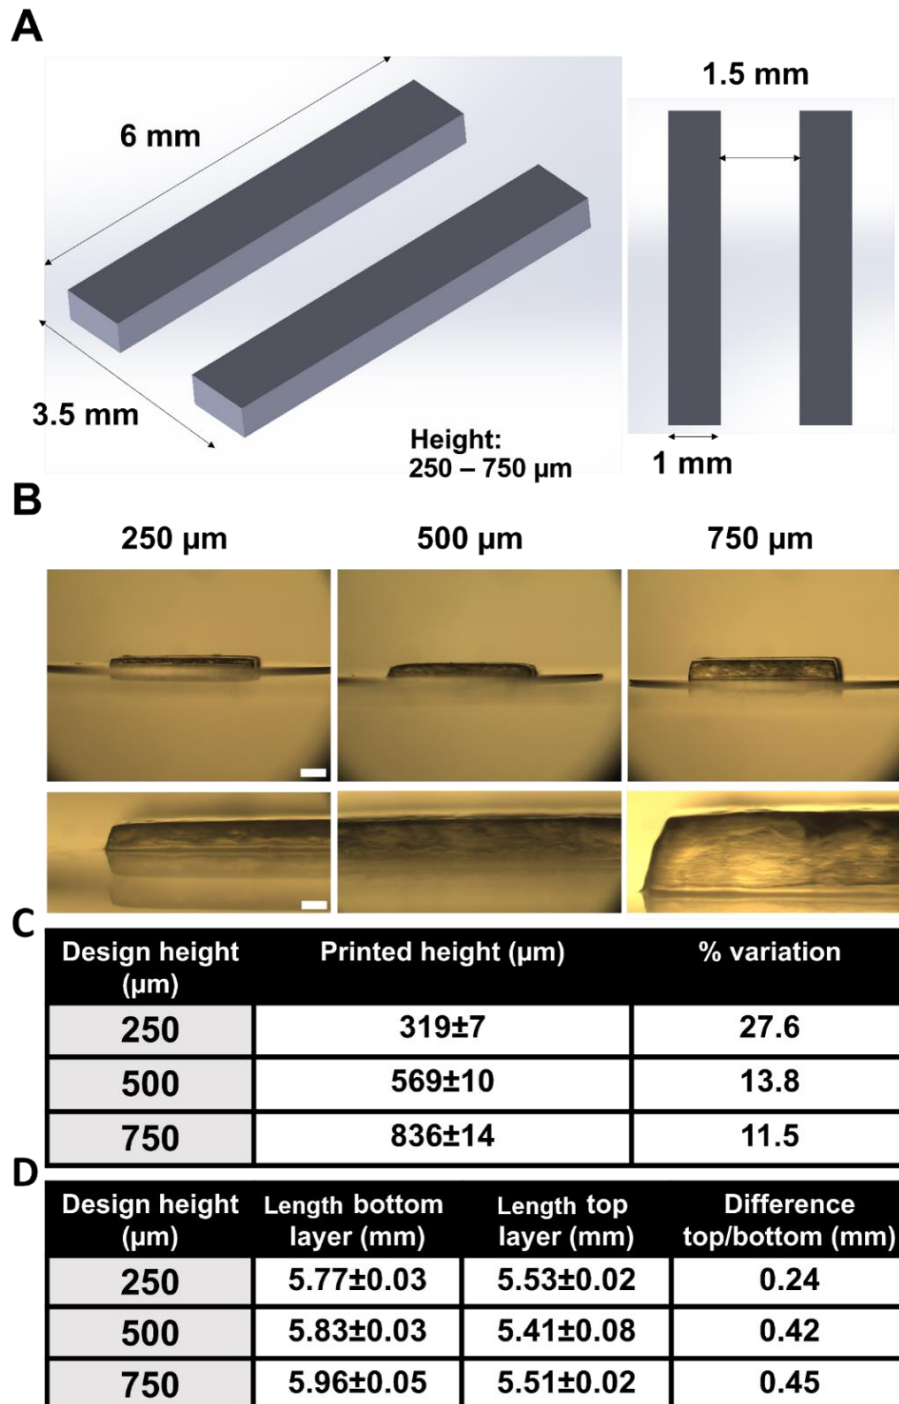 A
6 mm
3.5 mm
Height:
250 – 750 µm
1.5 mm
1 mm
B
250 µm
500 µm
750 µm
C
Design height (µm)
Printed height (µm)
% variation
250
319±7
27.6
500
569±10
13.8
750
836±14
11.5
D
Design height
(µm)
Length bottom
layer (mm)
Length top
layer (mm)
Difference
top/bottom (mm)
250
5.77±0.03
5.53±0.02
0.24
500
5.83±0.03
5.41±0.08
0.42
750
5.96±0.05
5.51±0.02
0.45